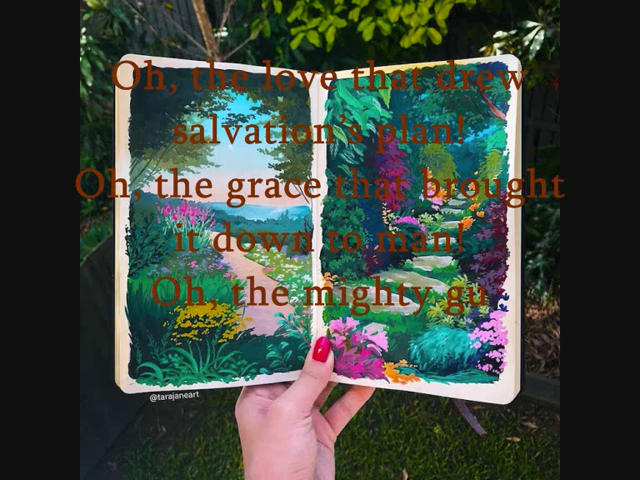 Oh, the love that drew
salvation's plan!
Oh, the grace that brought
it down to man!
Oh, the mighty gu
@tarajaneart